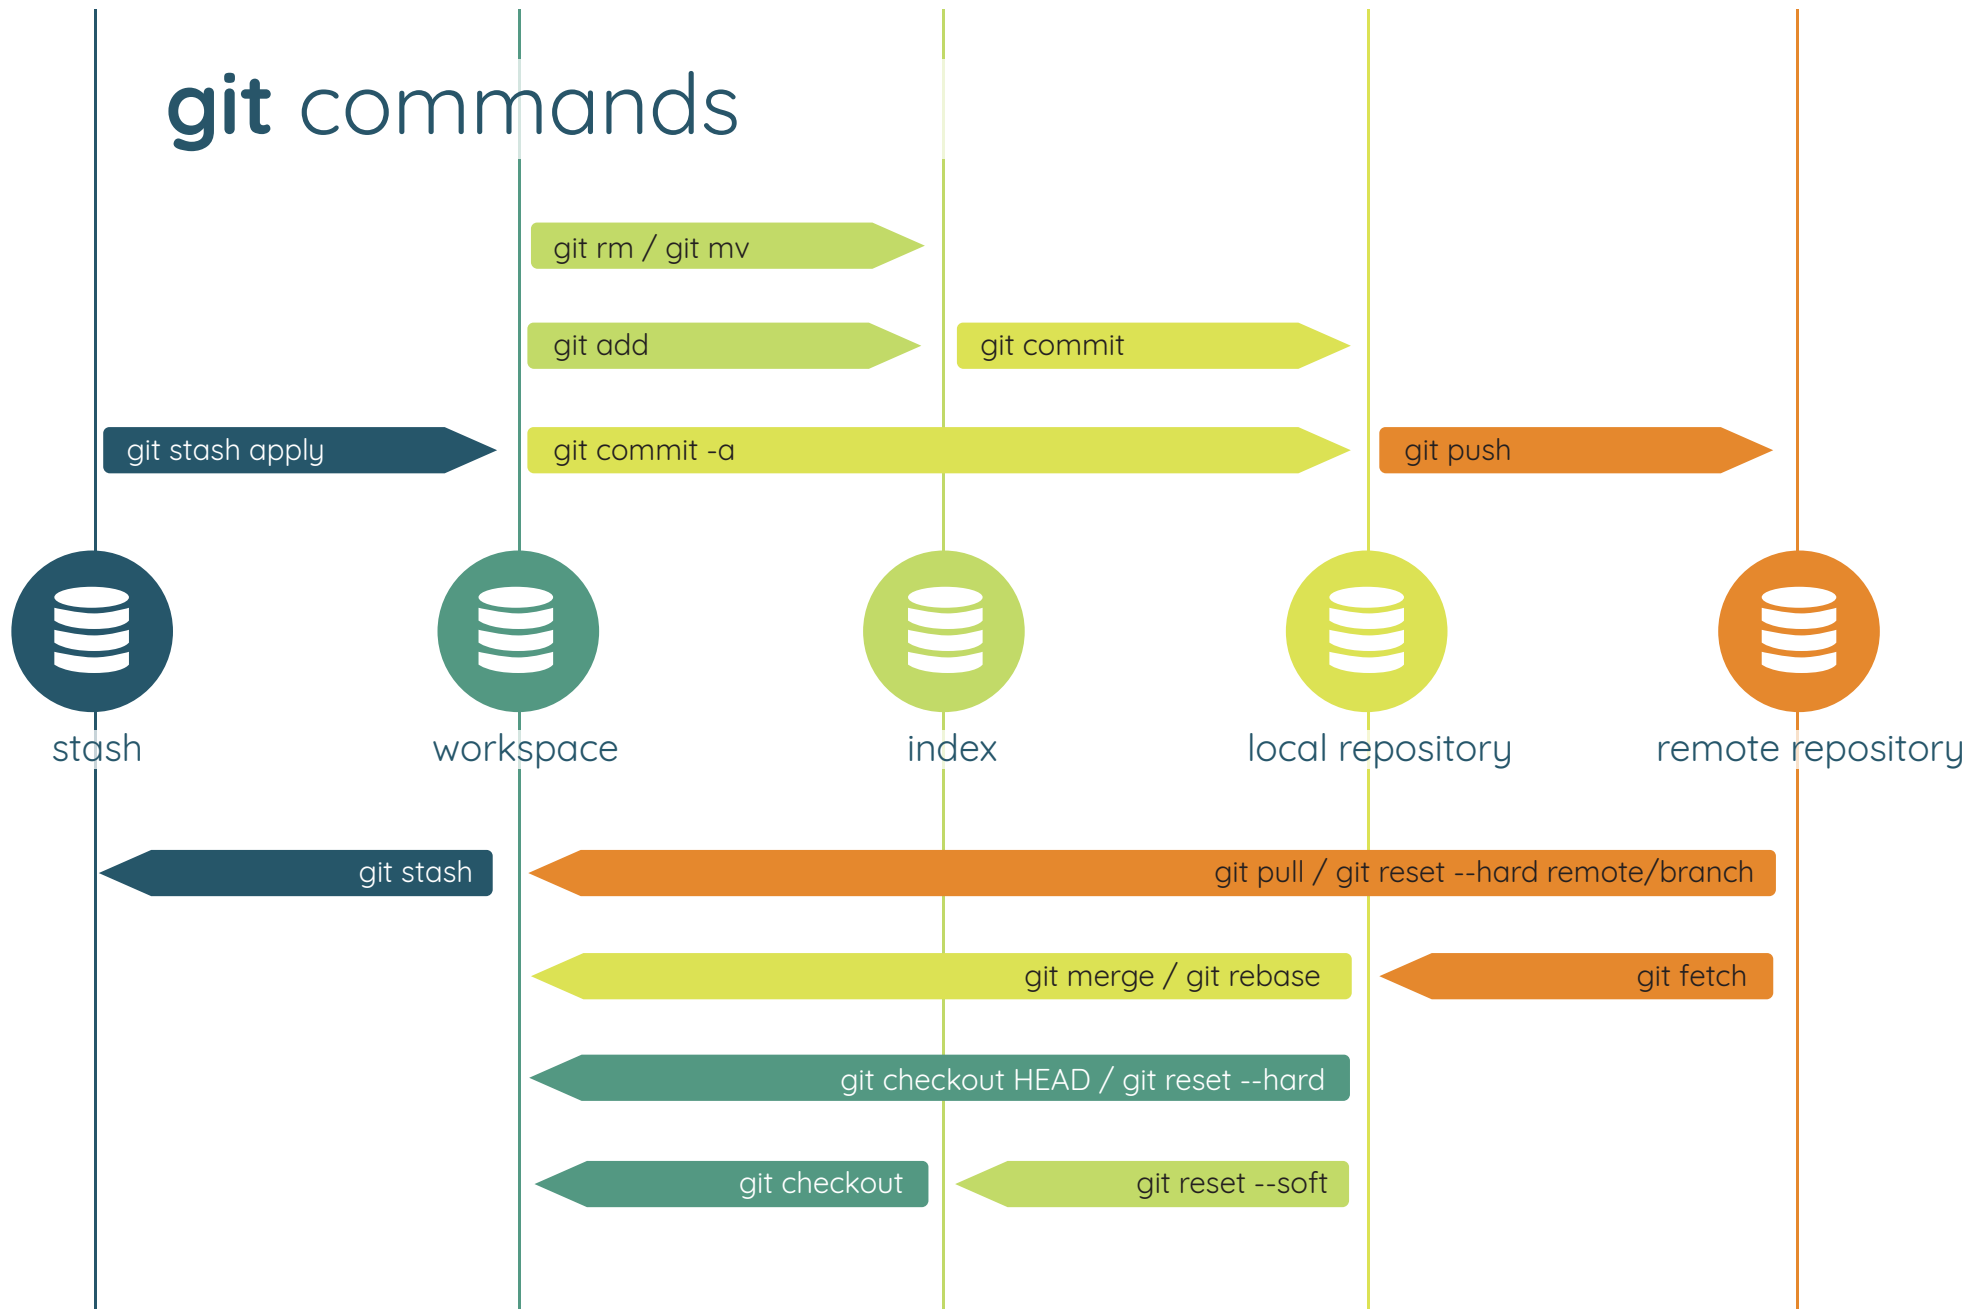 git commands
git rm / git mv
git add
git commit
git stash apply
git commit -a
git push
stash
workspace
index
local repository
remote repository
git stash
git pull / git reset --hard remote/branch
git merge / git rebase
git fetch
git checkout HEAD / git reset --hard
git checkout
git reset --soft